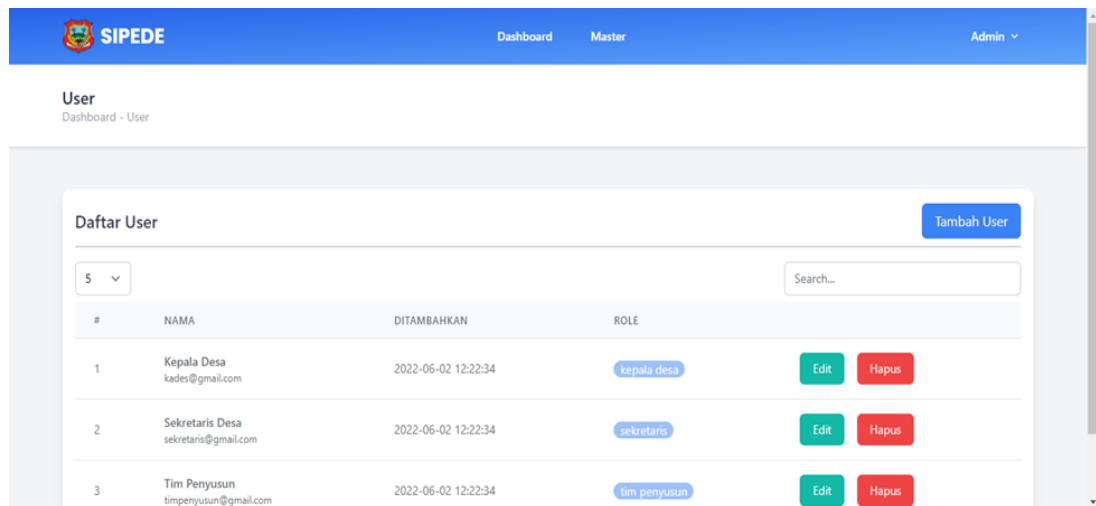 SIPEDE Dashboard Master Admin
User
Dashboard - User
Daftar User Tambah User
5 Search...
# NAMA DITAMBAHKAN ROLE
1 Kepala Desa 2022-06-02 12:22:34 kepala desa Edit Hapus
kades@gmail.com
2 Sekretaris Desa 2022-06-02 12:22:34 sekretaris Edit Hapus
sekretaris@gmail.com
3 Tim Penyusun 2022-06-02 12:22:34 tim penyusun Edit Hapus
timpenyusun@gmail.com